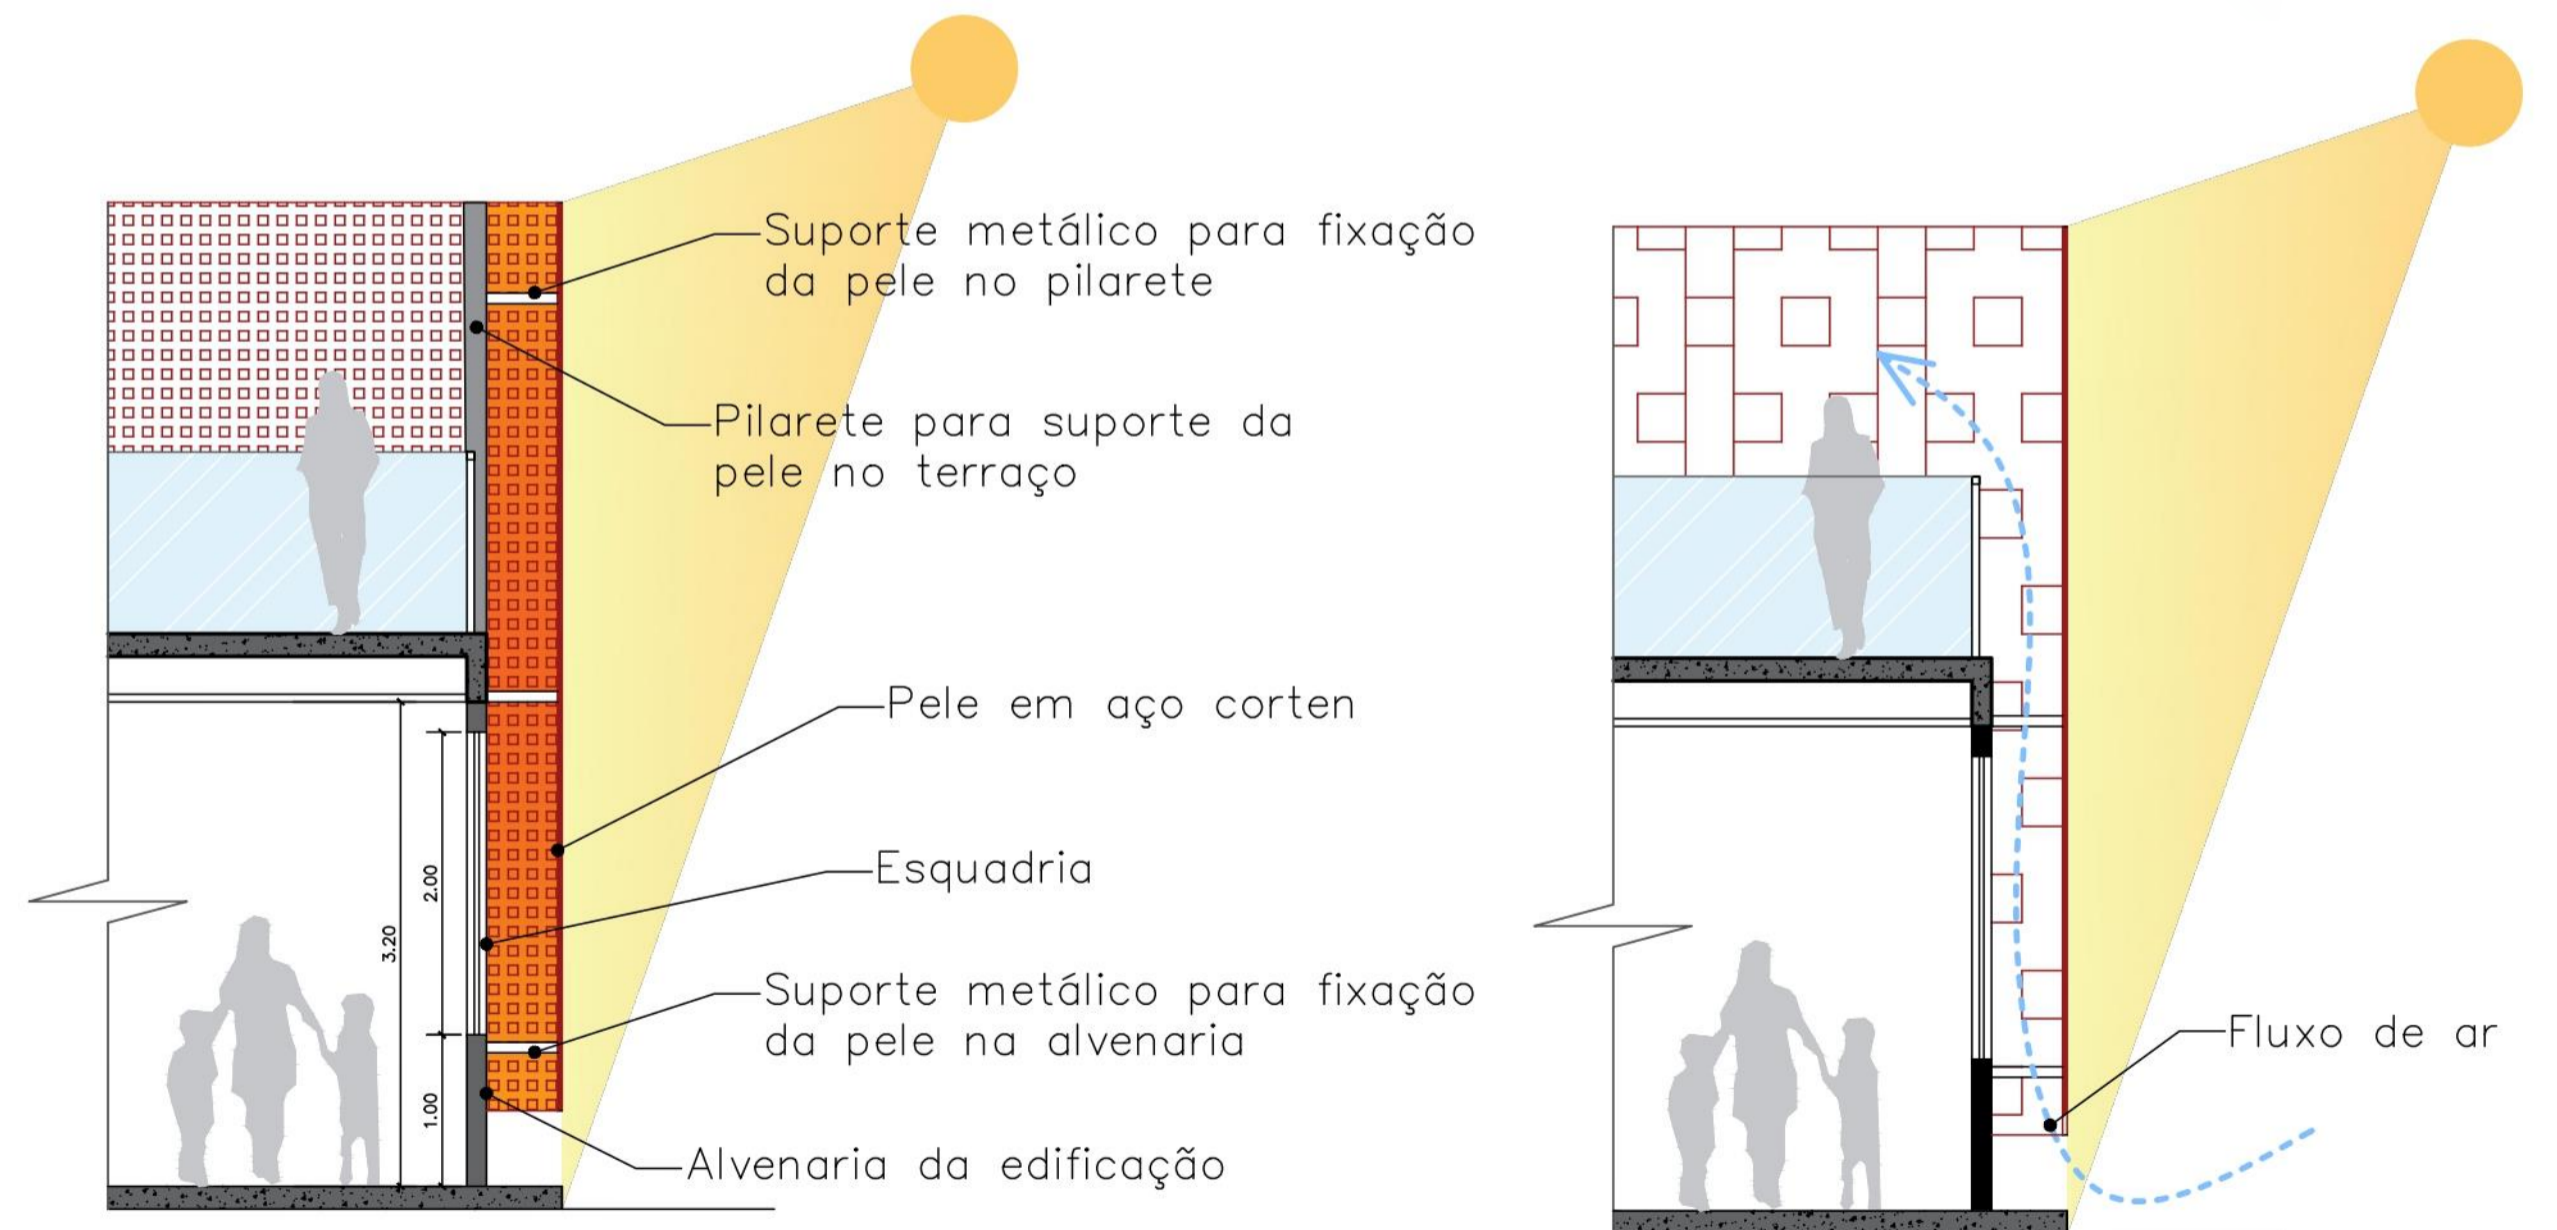 Suporte metálico para fixação
da pele no pilarete
Pilarete para suporte da
pele no terraço
Pele em aço corten
Esquadria
Suporte metálico para fixação
da pele na alvenaria
Alvenaria da edificação
2.00
3.20
1.00
Fluxo de ar